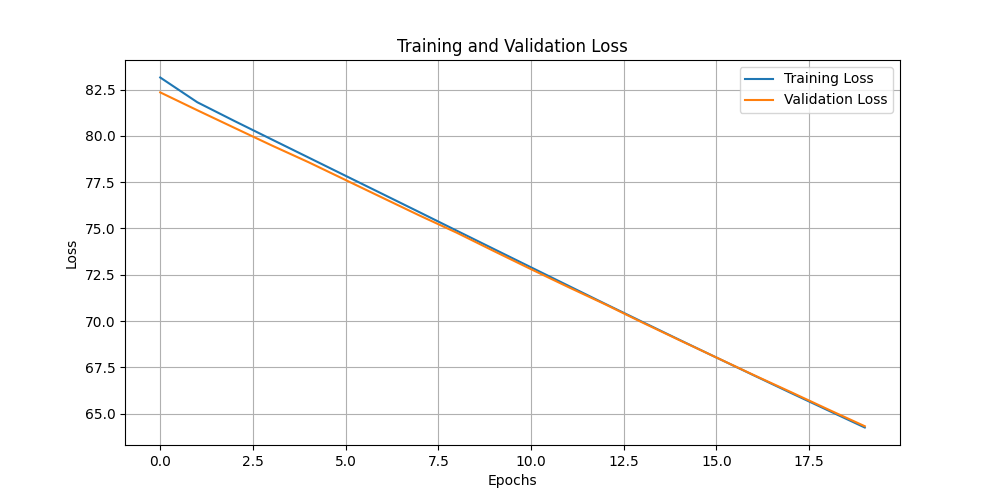 Training and Validation Loss
Training Loss
Validation Loss
82.5
80.0
77.5
75.0
72.5
70.0
67.5
65.0
Loss
0.0 2.5 5.0 7.5 10.0 12.5 15.0 17.5
Epochs